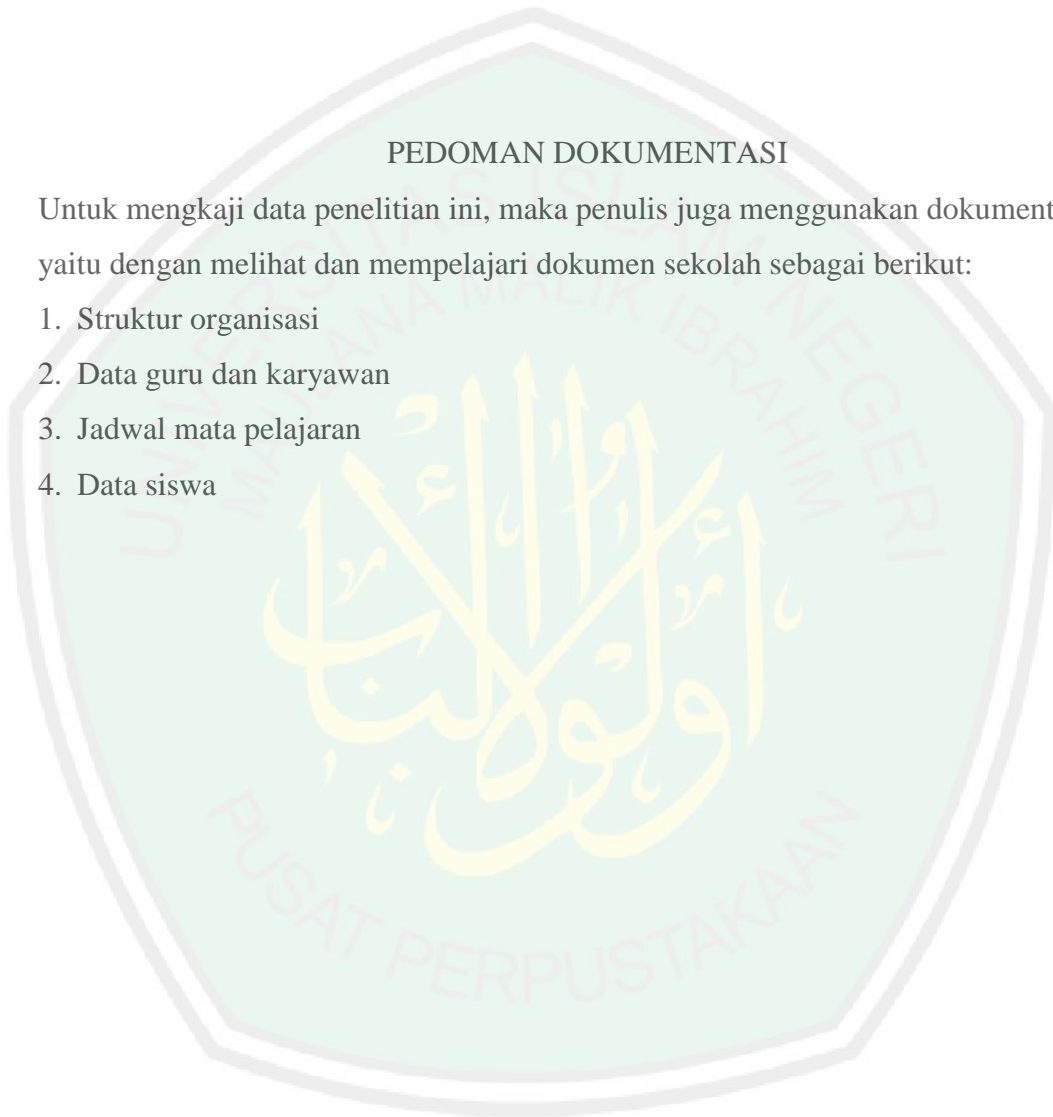 PEDOMAN DOKUMENTASI
Untuk mengkaji data penelitian ini, maka penulis juga menggunakan dokument
yaitu dengan melihat dan mempelajari dokumen sekolah sebagai berikut:
1. Struktur organisasi
2. Data guru dan karyawan
3. Jadwal mata pelajaran
4. Data siswa
UNIVERSITAS ISLAM NEGERI
MAULANA MALIK IBRAHIM
أولوا الألباب
PUSAT PERPUSTAKAAN